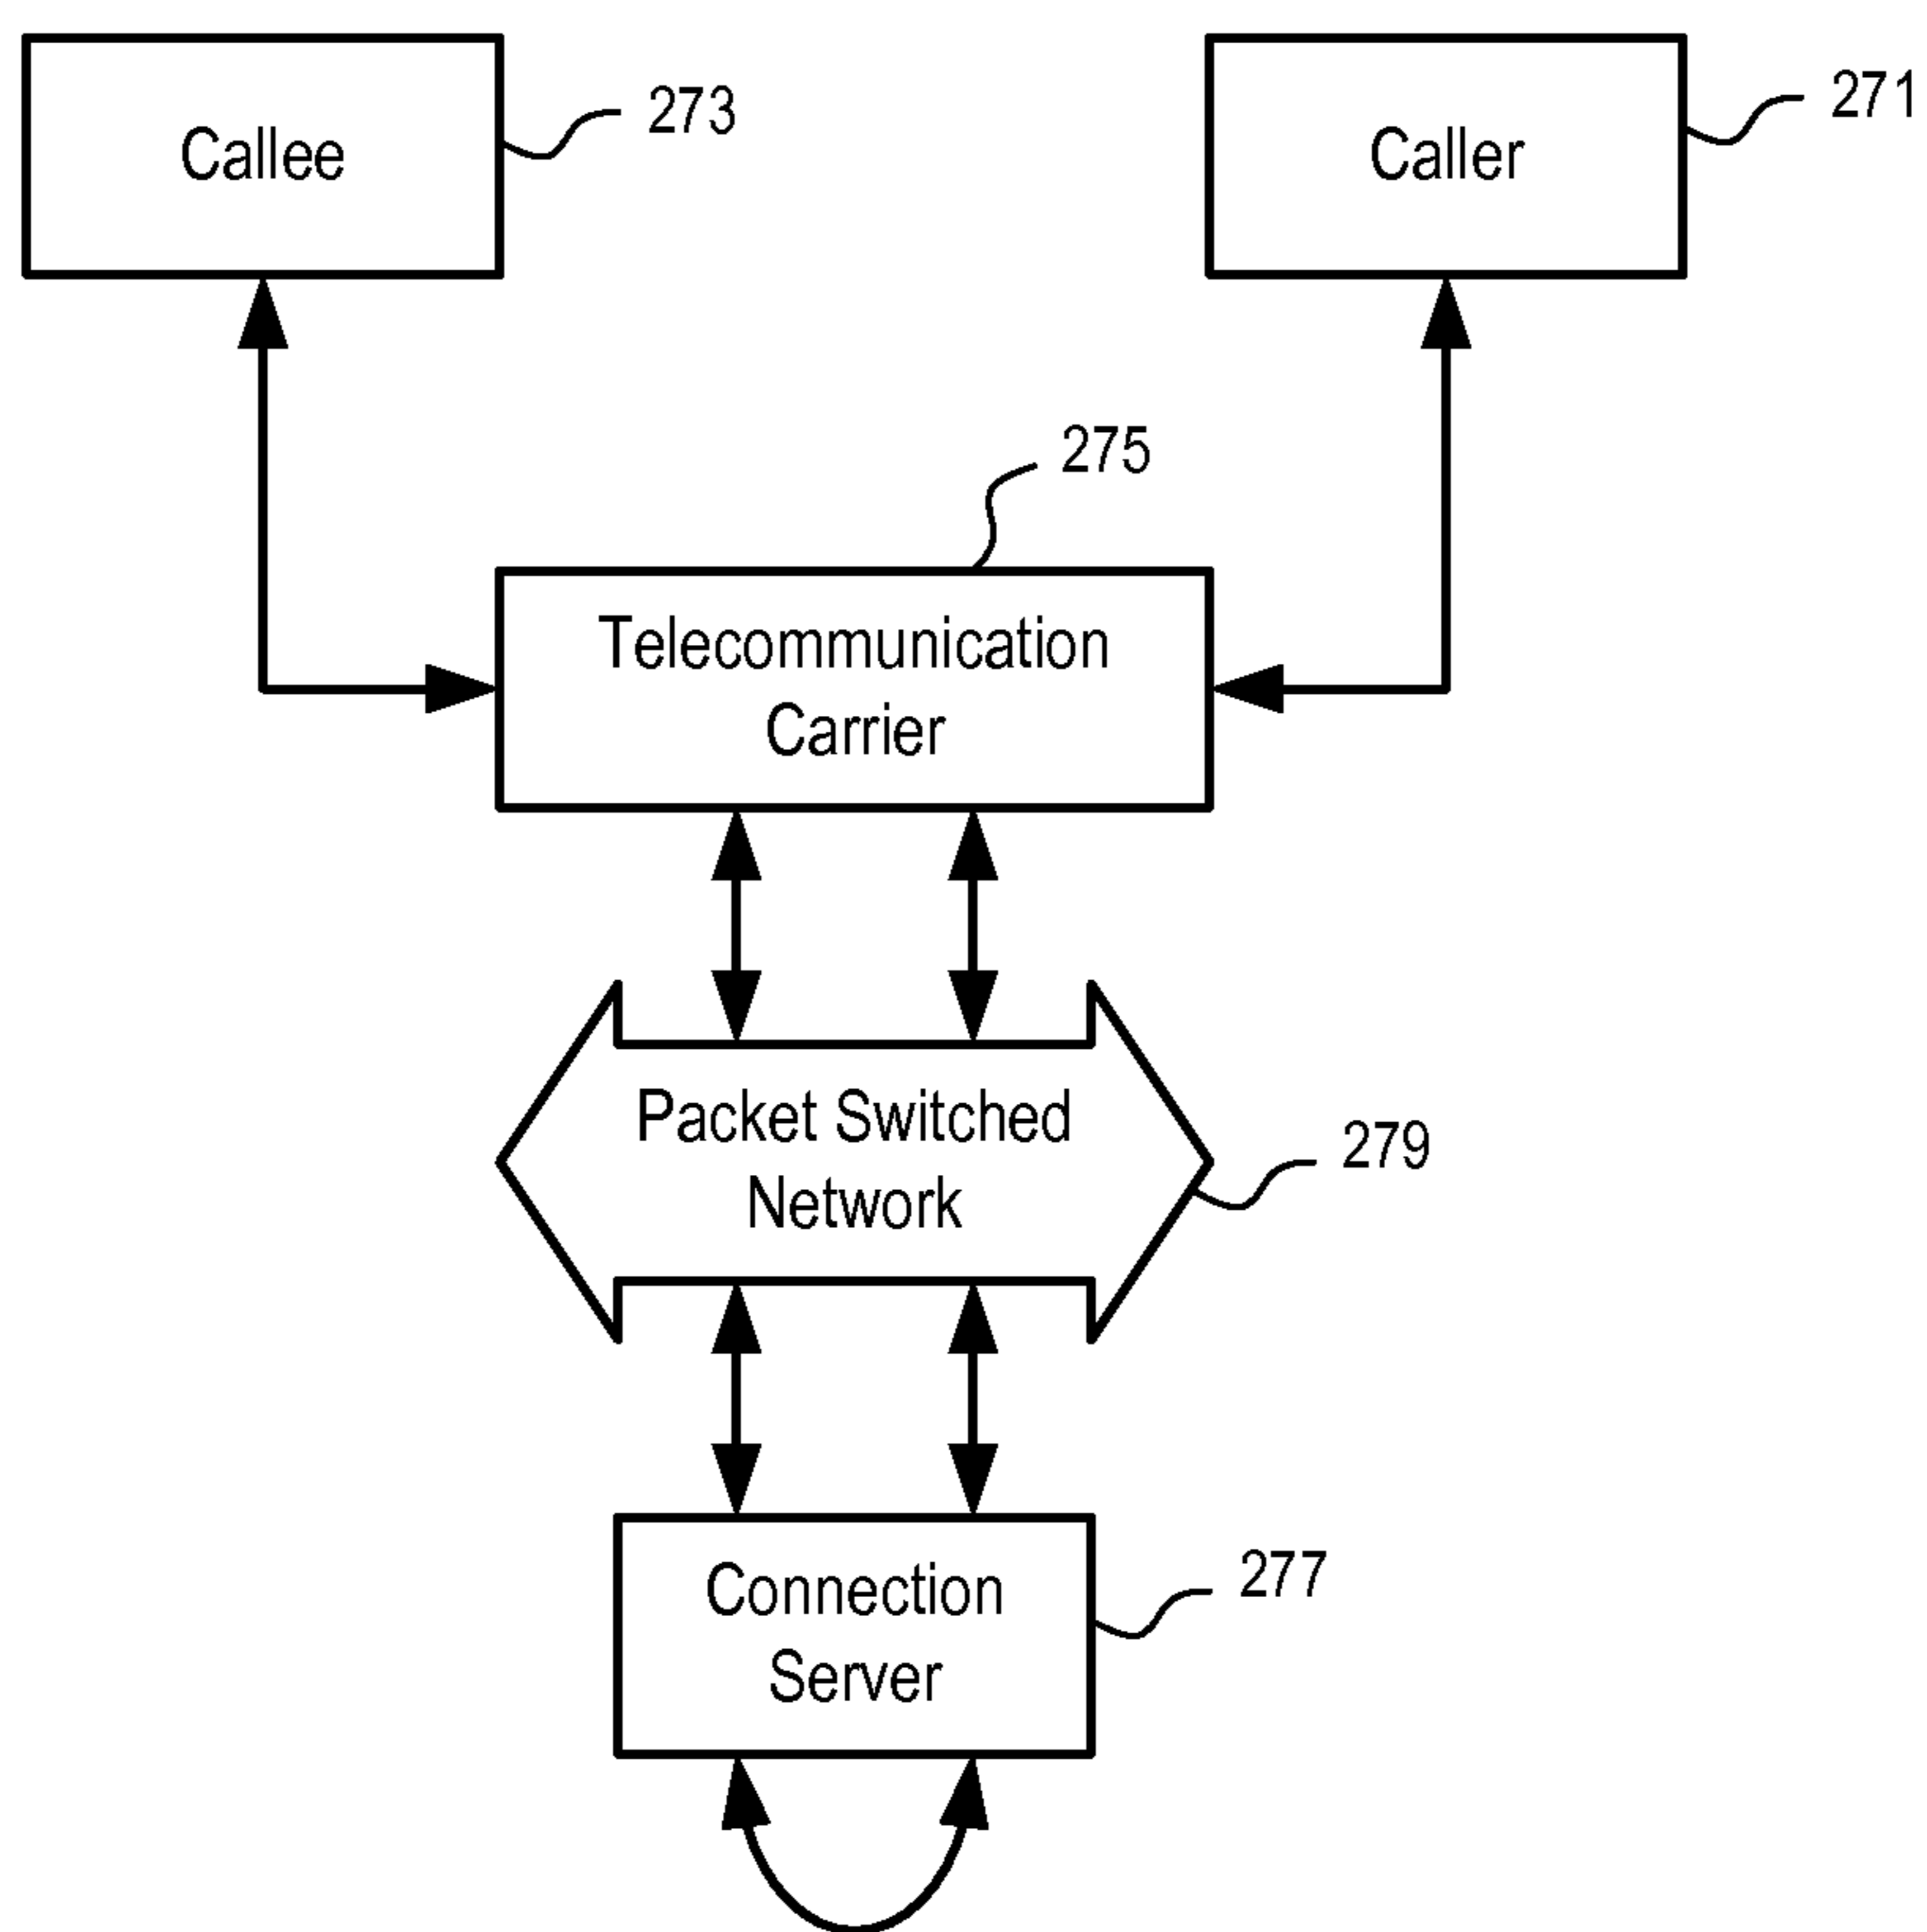 Callee
273
Caller
271
275
Telecommunication
Carrier
Packet Switched
Network
279
Connection
Server
277